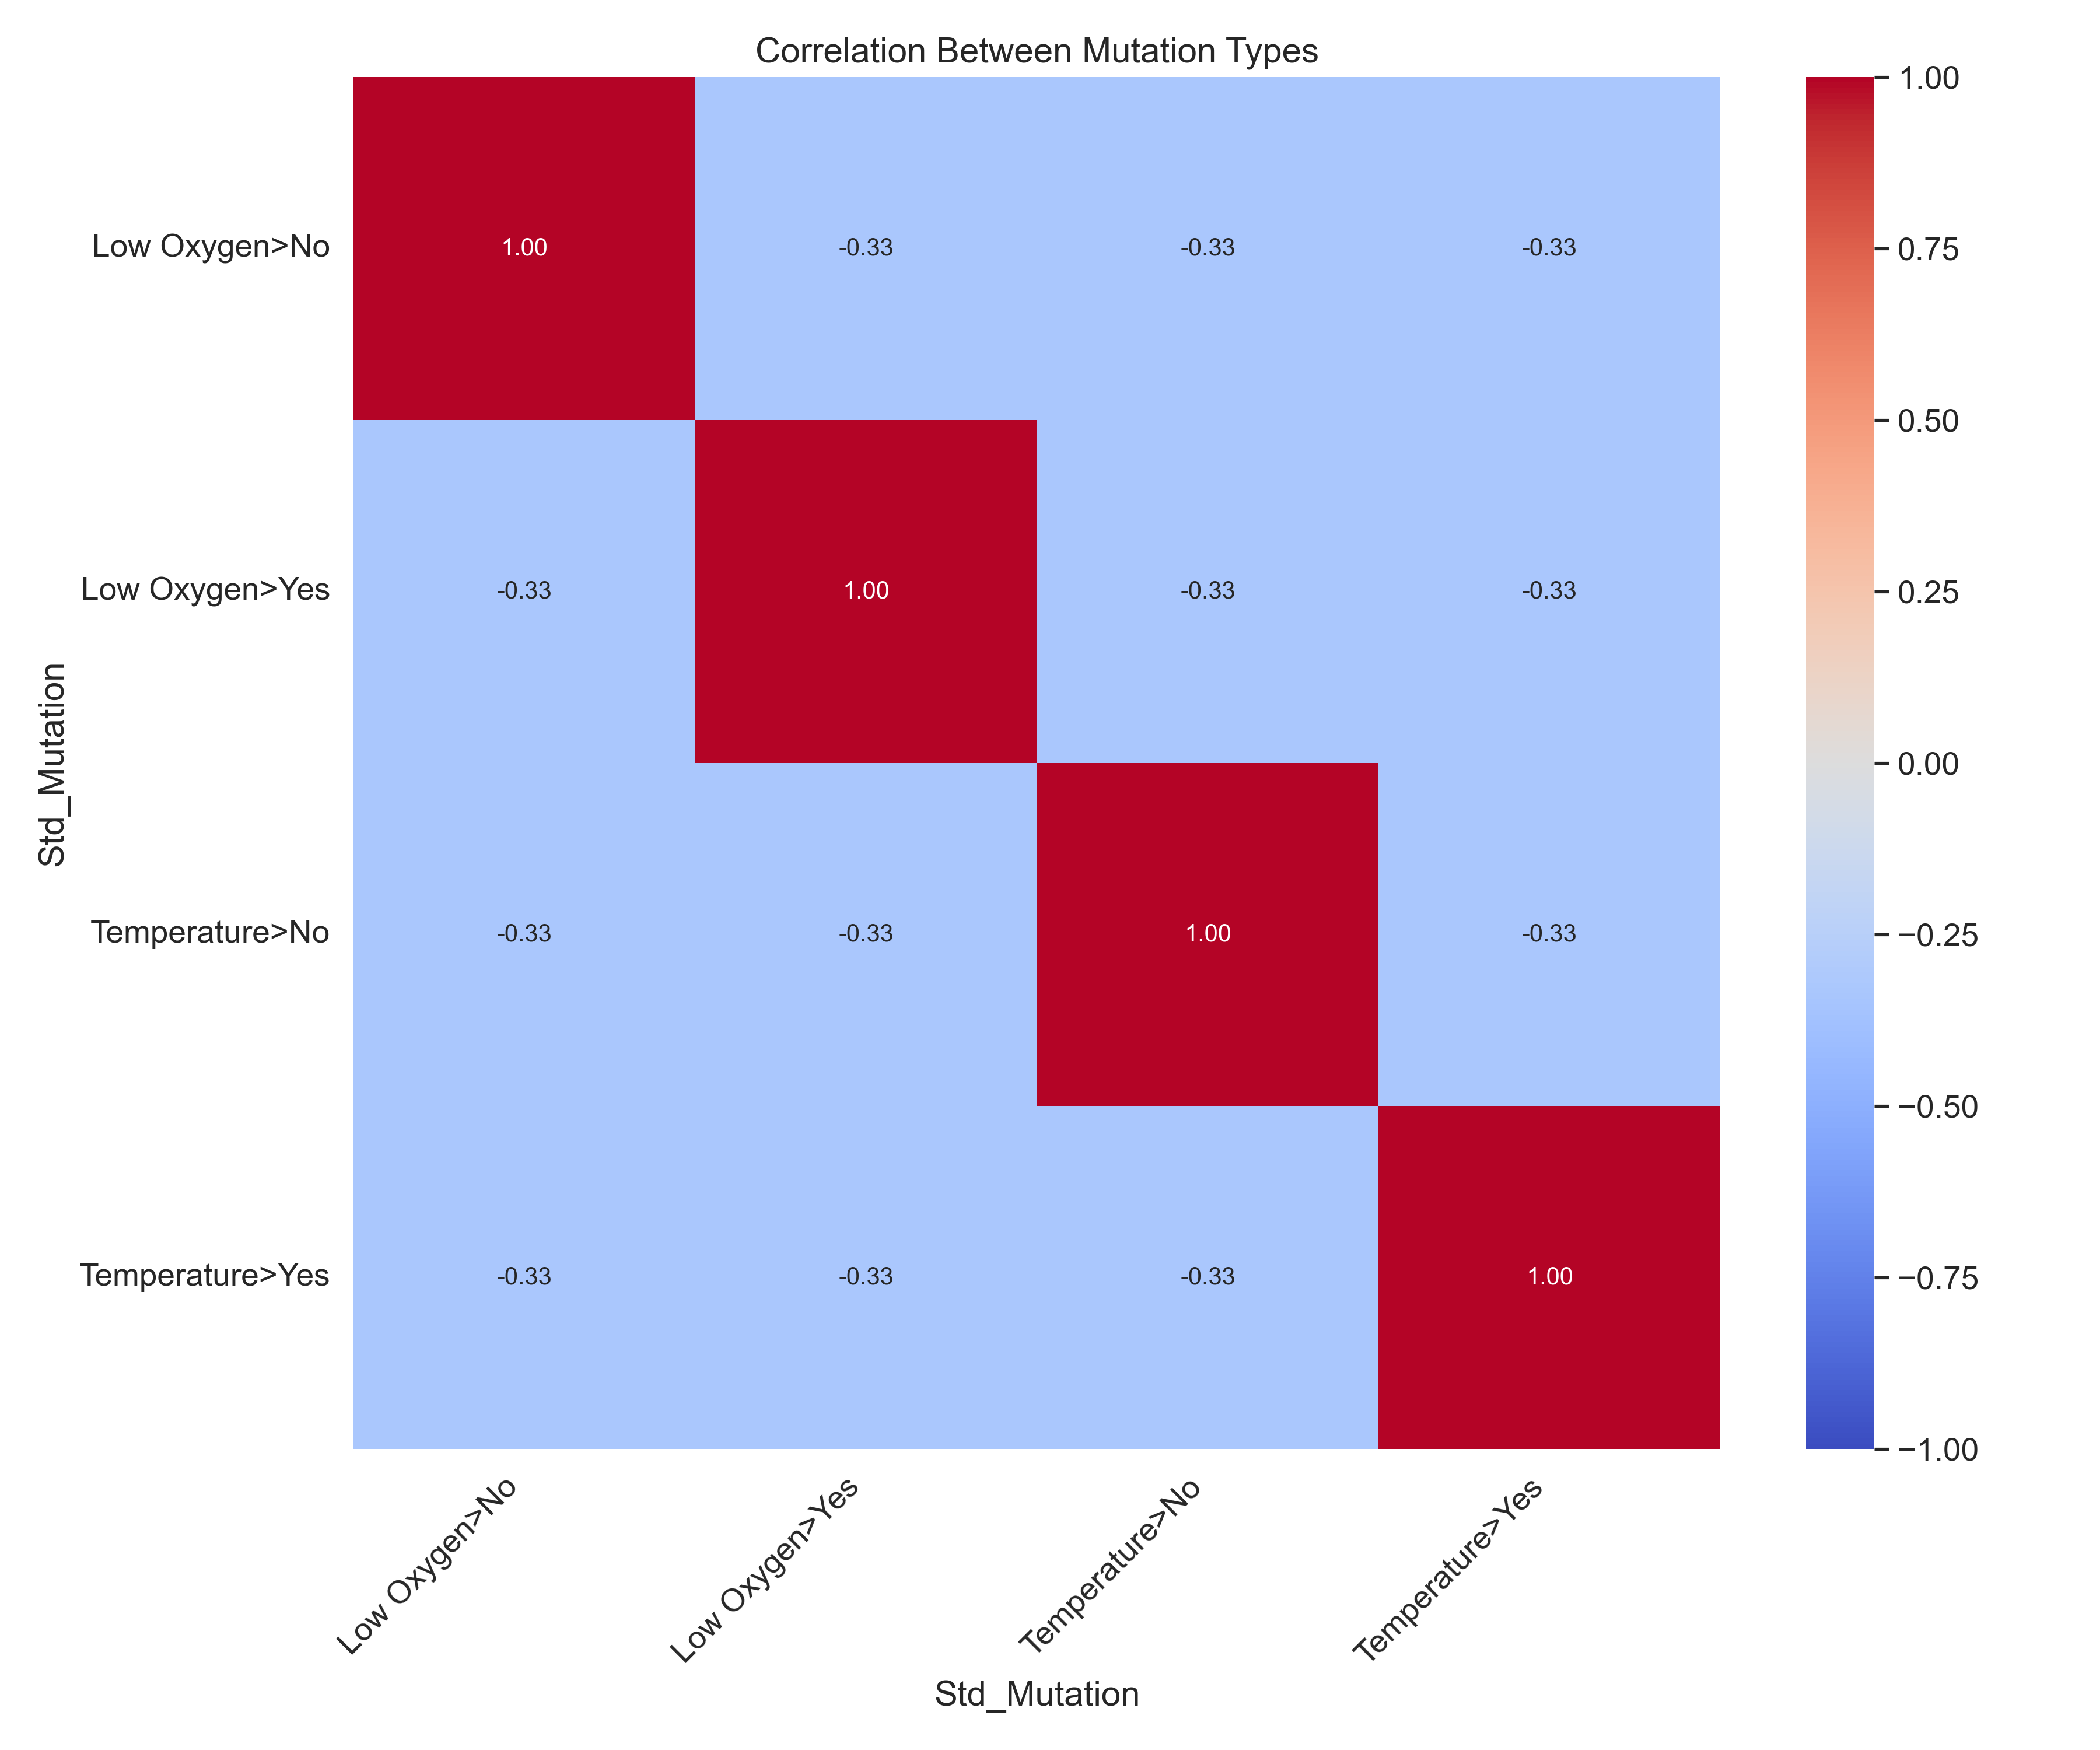 Correlation Between Mutation Types
Low Oxygen>No
1.00
-0.33
-0.33
-0.33
Low Oxygen>Yes
-0.33
1.00
-0.33
-0.33
Temperature>No
-0.33
-0.33
1.00
-0.33
Temperature>Yes
-0.33
-0.33
-0.33
1.00
Std_Mutation
Low Oxygen>No
Low Oxygen>Yes
Temperature>No
Temperature>Yes
Std_Mutation
1.00
0.75
0.50
0.25
0.00
−0.25
−0.50
−0.75
−1.00